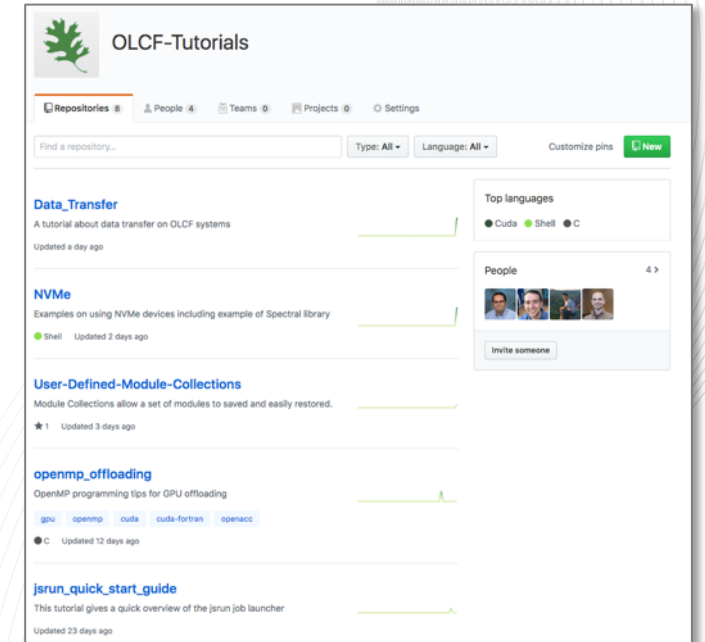 OLCF-Tutorials
Repositories 8 People 4 Teams 0 Projects 0 Settings
Find a repository... Type: All Language: All Customize pins New
Data_Transfer
A tutorial about data transfer on OLCF systems
Updated a day ago
NVMe
Examples on using NVMe devices including example of Spectral library
Shell Updated 2 days ago
User-Defined-Module-Collections
Module Collections allow a set of modules to saved and easily restored.
1 Updated 3 days ago
openmp_offloading
OpenMP programming tips for GPU offloading
gpu openmp cuda cuda-fortran openacc
C Updated 12 days ago
jsrun_quick_start_guide
This tutorial gives a quick overview of the jsrun job launcher
Updated 23 days ago
Top languages
Cuda Shell C
People 4 >
Invite someone